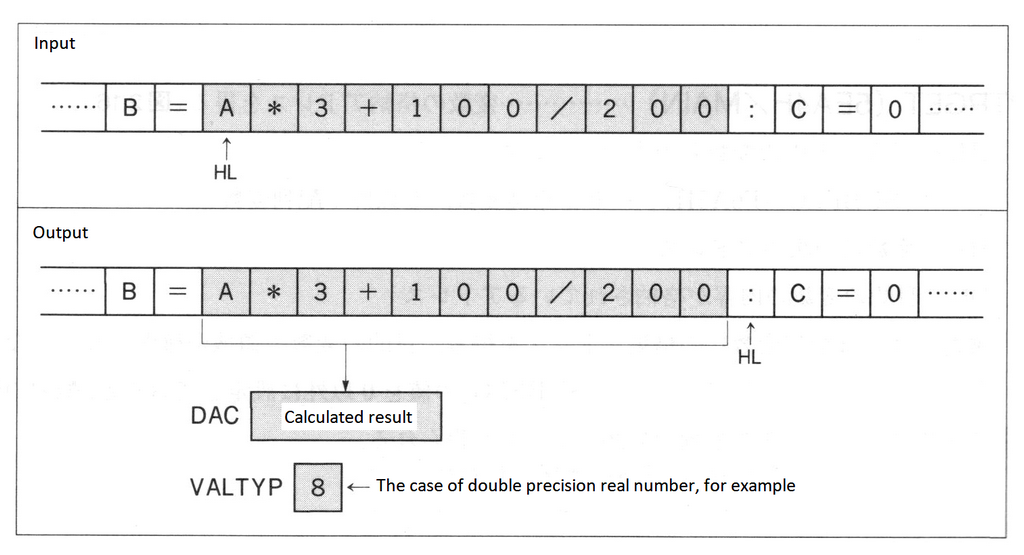 Input
...... B = A * 3 + 1 0 0 / 2 0 0 : C = 0 ......
↑
HL
Output
...... B = A * 3 + 1 0 0 / 2 0 0 : C = 0 ......
↑
HL
DAC Calculated result
VALTYP 8 ← The case of double precision real number, for example